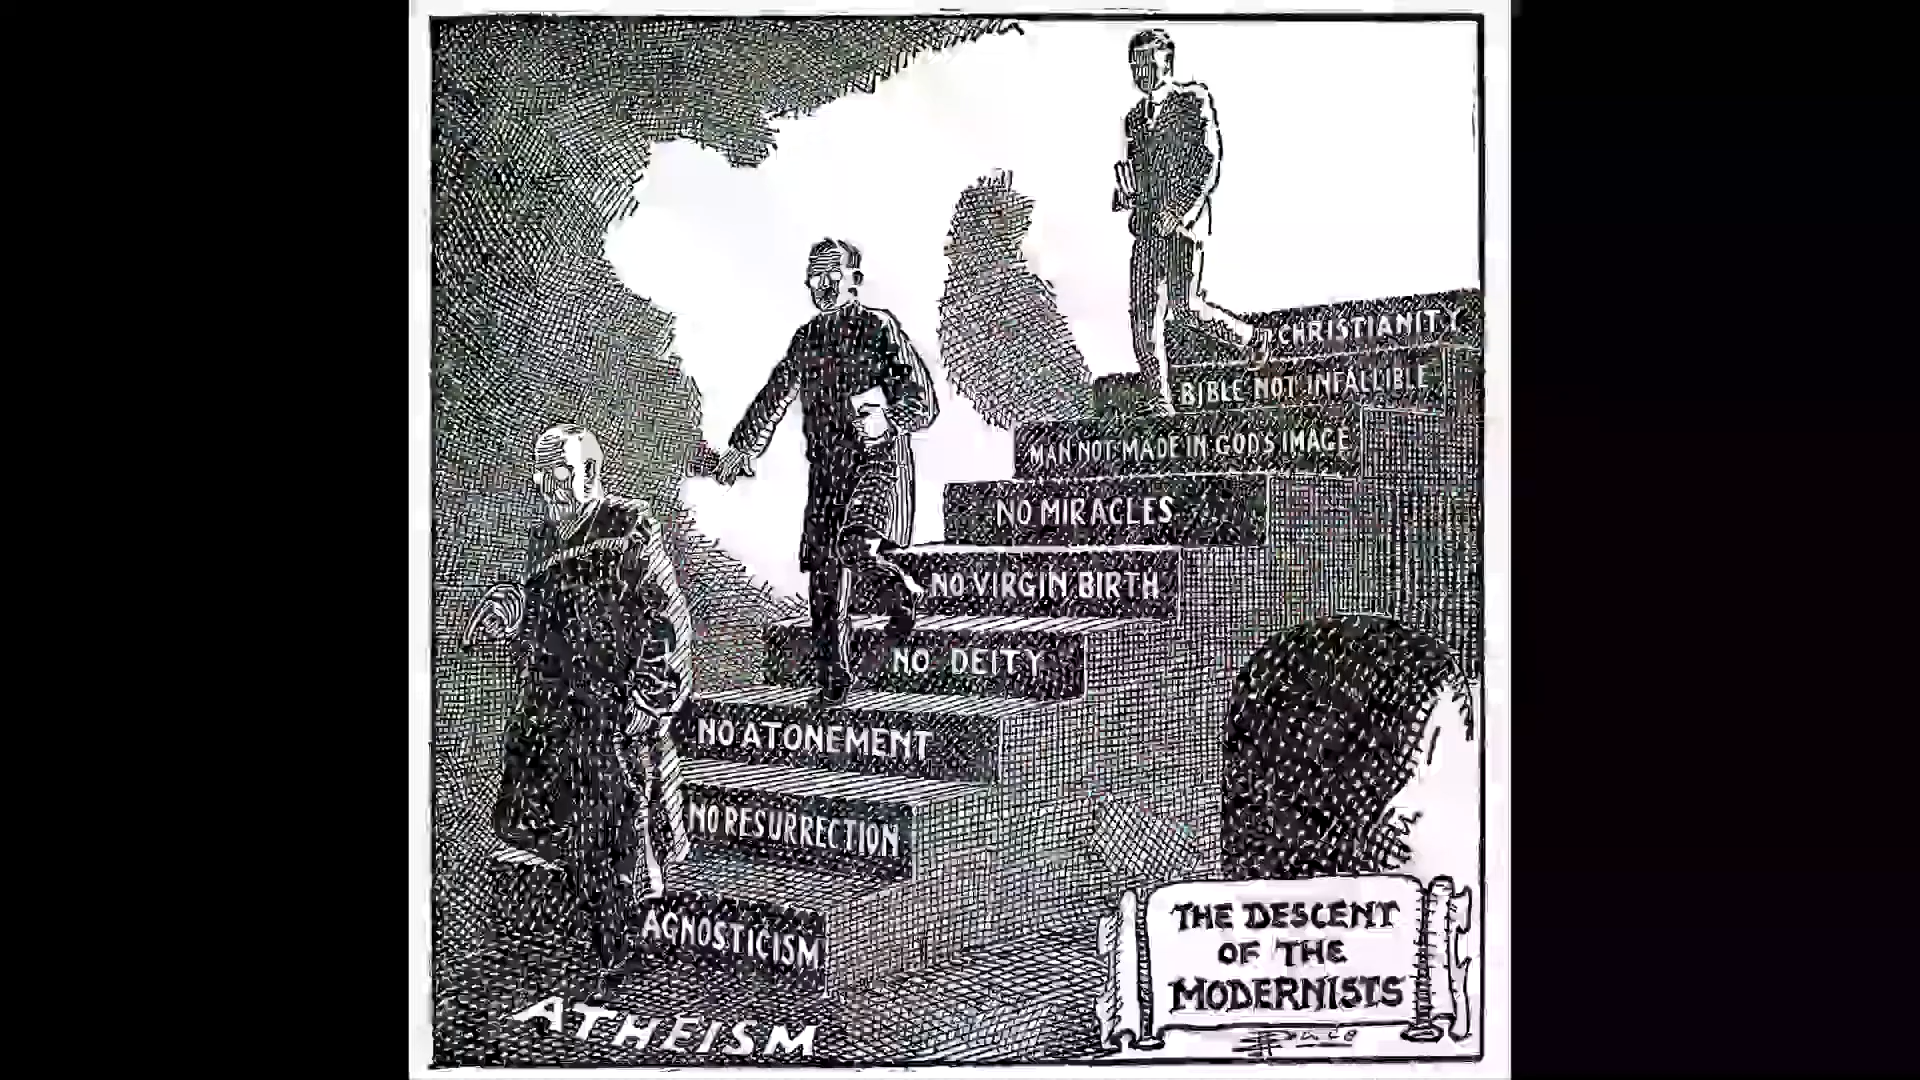 CHRISTIANITY
BIBLE NOT INFALLIBLE
MAN NOT MADE IN GOD'S IMAGE
NO MIRACLES
NO VIRGIN BIRTH
NO DEITY
NO ATONEMENT
NO RESURRECTION
AGNOSTICISM
ATHEISM
THE DESCENT
OF THE
MODERNISTS